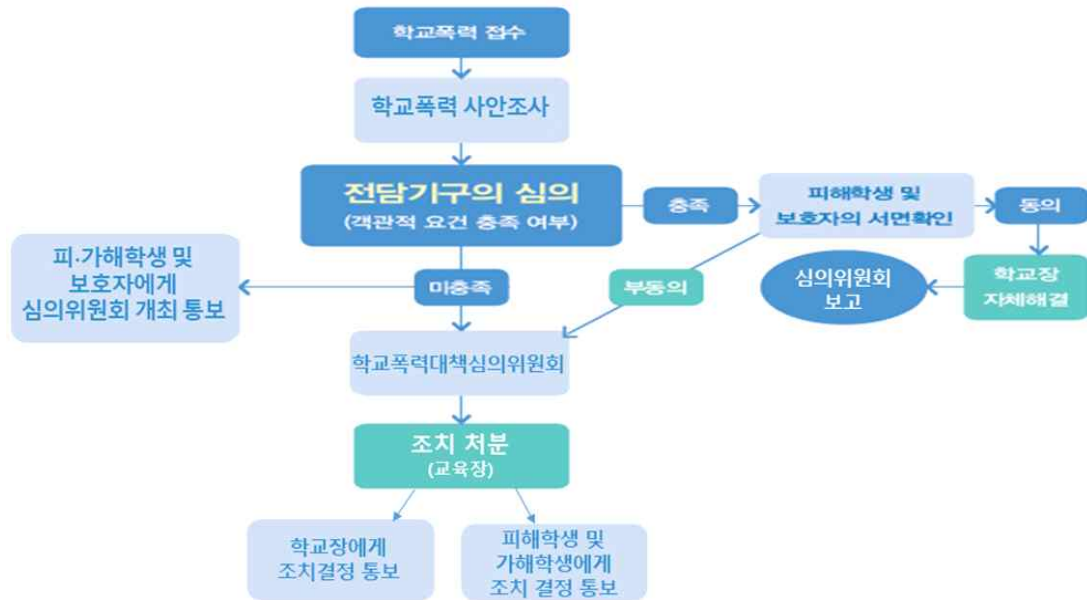 학교폭력 접수
학교폭력 사안조사
전담기구의 심의
(객관적 요건 충족 여부)
충족
피해학생 및
보호자의 서면확인
동의
피·가해학생 및
보호자에게
심의위원회 개최 통보
미충족
부동의
심의위원회
보고
학교장
자체해결
학교폭력대책심의위원회
조치 처분
(교육장)
학교장에게
조치결정 통보
피해학생 및
가해학생에게
조치 결정 통보